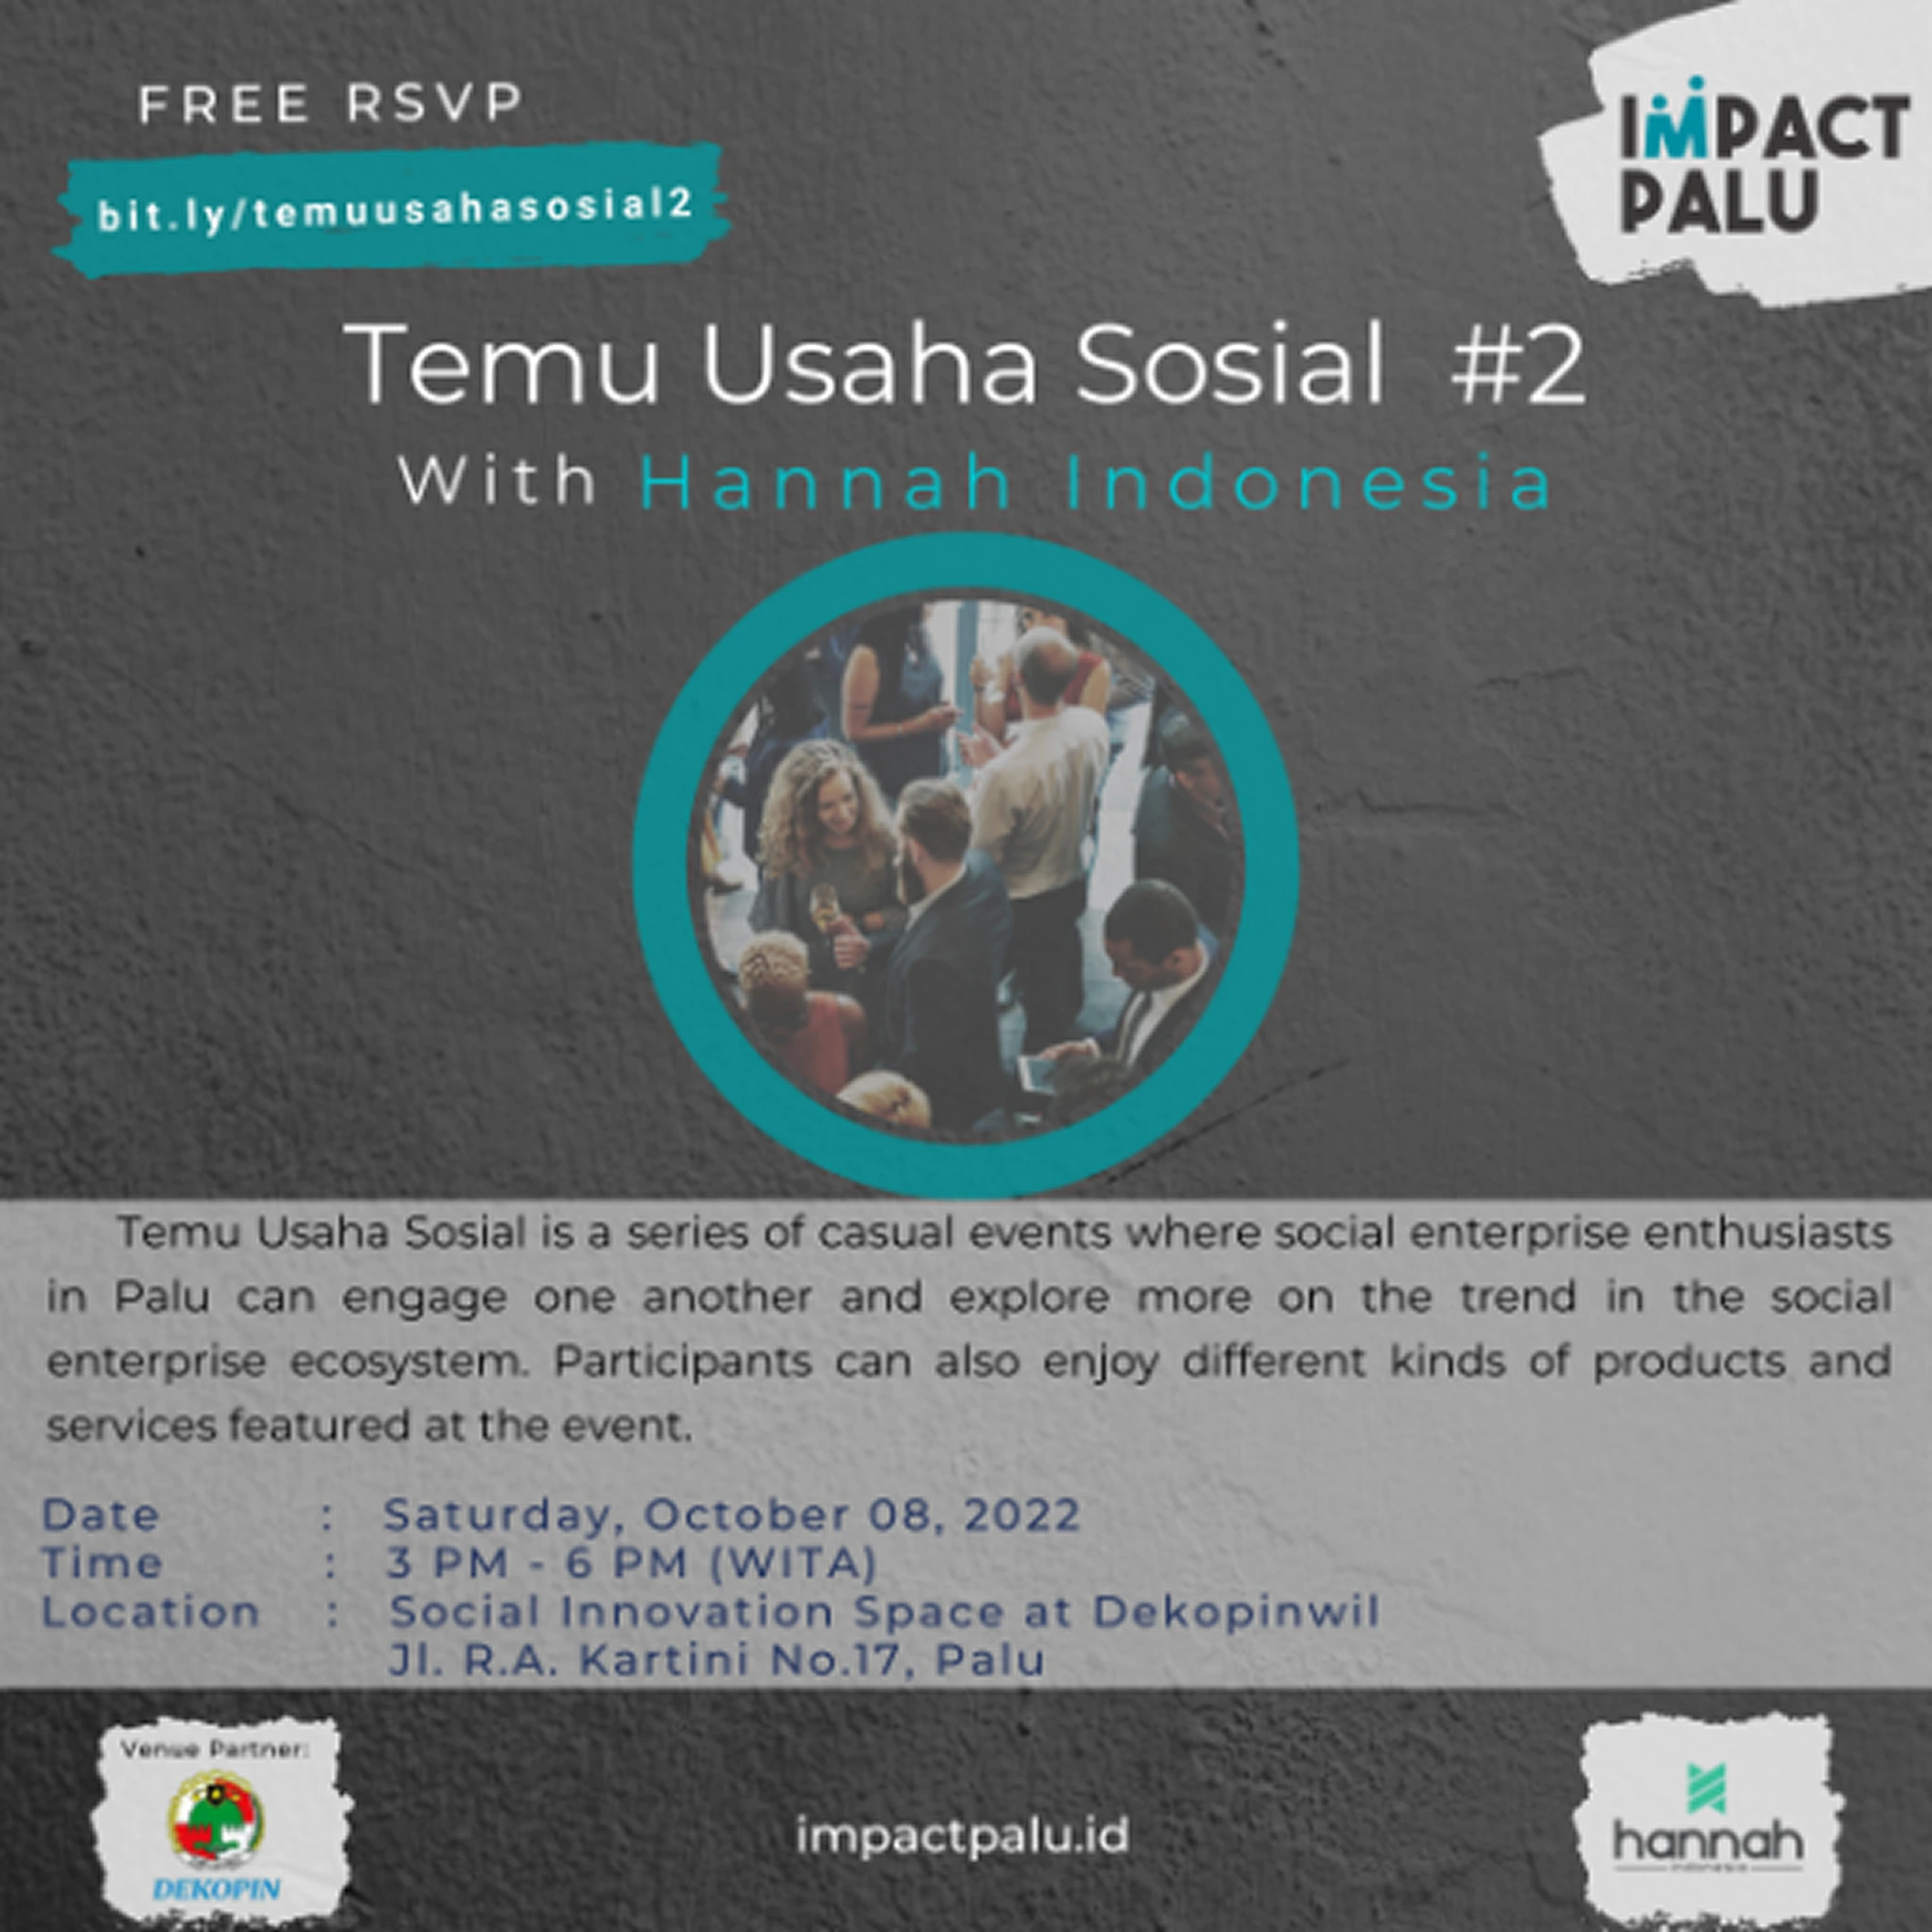 FREE RSVP
bit.ly/temuusahasosial2
IMPACT
PALU
Temu Usaha Sosial #2
With Hannah Indonesia
Temu Usaha Sosial is a series of casual events where social enterprise enthusiasts
in Palu can engage one another and explore more on the trend in the social
enterprise ecosystem. Participants can also enjoy different kinds of products and
services featured at the event.
Date : Saturday, October 08, 2022
Time : 3 PM - 6 PM (WITA)
Location : Social Innovation Space at Dekopinwil
Jl. R.A. Kartini No.17, Palu
Venue Partner:
DEKOPIN
impactpalu.id
hannah
indonesia